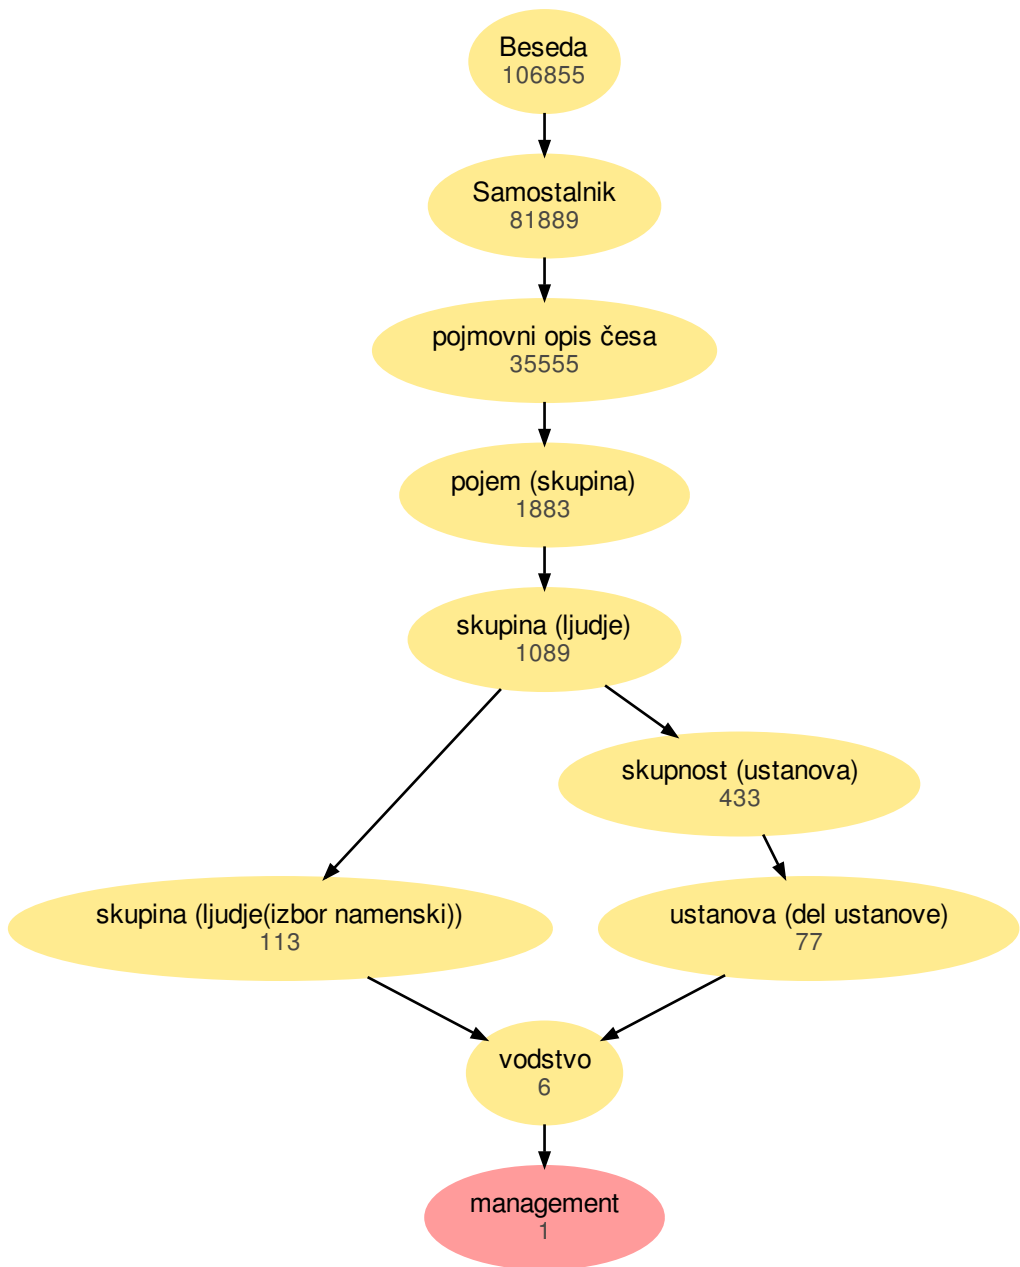 Beseda
106855
Samostalnik
81889
pojmovni opis česa
35555
pojem (skupina)
1883
skupina (ljudje)
1089
skupnost (ustanova)
433
skupina (ljudje(izbor namenski))
113
ustanova (del ustanove)
77
vodstvo
6
management
1